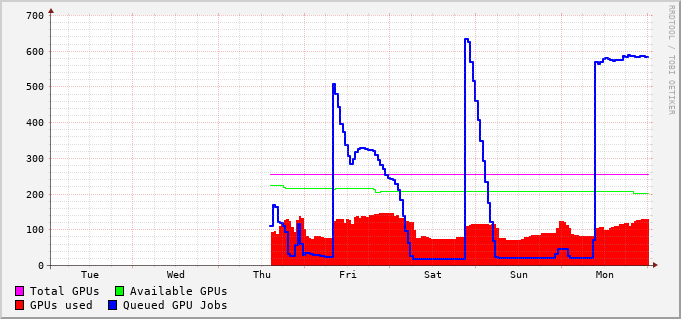 700
600
500
400
300
200
100
0
Tue Wed Thu Fri Sat Sun Mon
Total GPUs Available GPUs
GPUs used Queued GPU Jobs
RRDTOOL / TOBI OETIKER